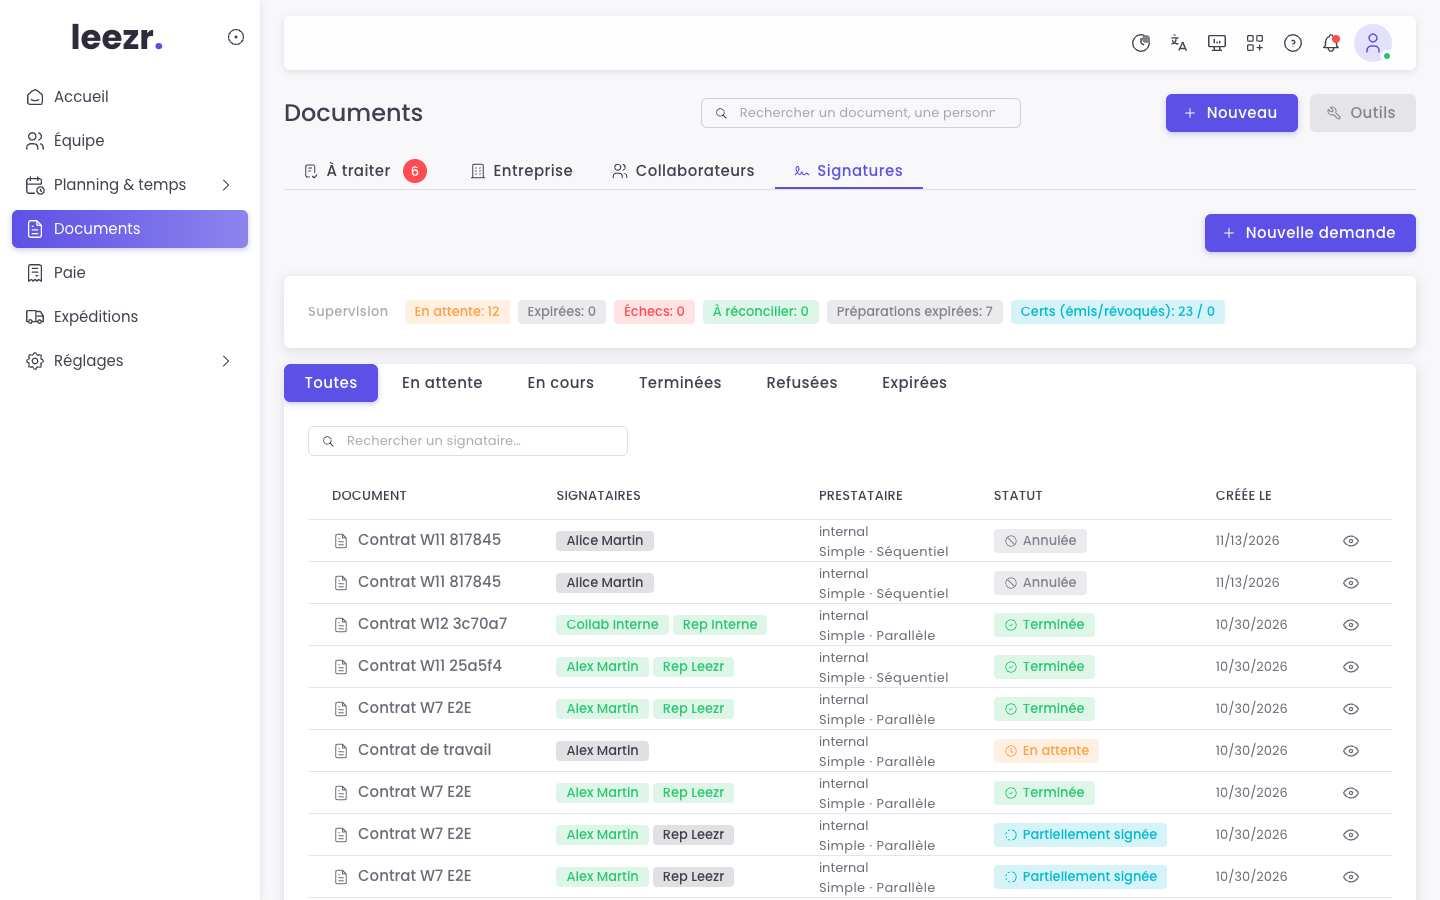 leezr.
Accueil
Équipe
Planning & temps
Documents
Paie
Expéditions
Réglages
Documents
Rechercher un document, une personr
Nouveau
Outils
À traiter 6
Entreprise
Collaborateurs
Signatures
Nouvelle demande
Supervision En attente: 12 Expirées: 0 Échecs: 0 À réconcilier: 0 Préparations expirées: 7 Certs (émis/révoqués): 23 / 0
Toutes En attente En cours Terminées Refusées Expirées
Rechercher un signataire...
DOCUMENT SIGNATAIRES PRESTATAIRE STATUT CRÉÉE LE
Contrat W11 817845 Alice Martin internal Annulée 11/13/2026
Simple · Séquentiel
Contrat W11 817845 Alice Martin internal Annulée 11/13/2026
Simple · Séquentiel
Contrat W12 3c70a7 Collab Interne Rep Interne internal Terminée 10/30/2026
Simple · Parallèle
Contrat W11 25a5f4 Alex Martin Rep Leezr internal Terminée 10/30/2026
Simple · Séquentiel
Contrat W7 E2E Alex Martin Rep Leezr internal Terminée 10/30/2026
Simple · Parallèle
Contrat de travail Alex Martin internal En attente 10/30/2026
Simple · Parallèle
Contrat W7 E2E Alex Martin Rep Leezr internal Terminée 10/30/2026
Simple · Parallèle
Contrat W7 E2E Alex Martin Rep Leezr internal Partiellement signée 10/30/2026
Simple · Parallèle
Contrat W7 E2E Alex Martin Rep Leezr internal Partiellement signée 10/30/2026
Simple · Parallèle